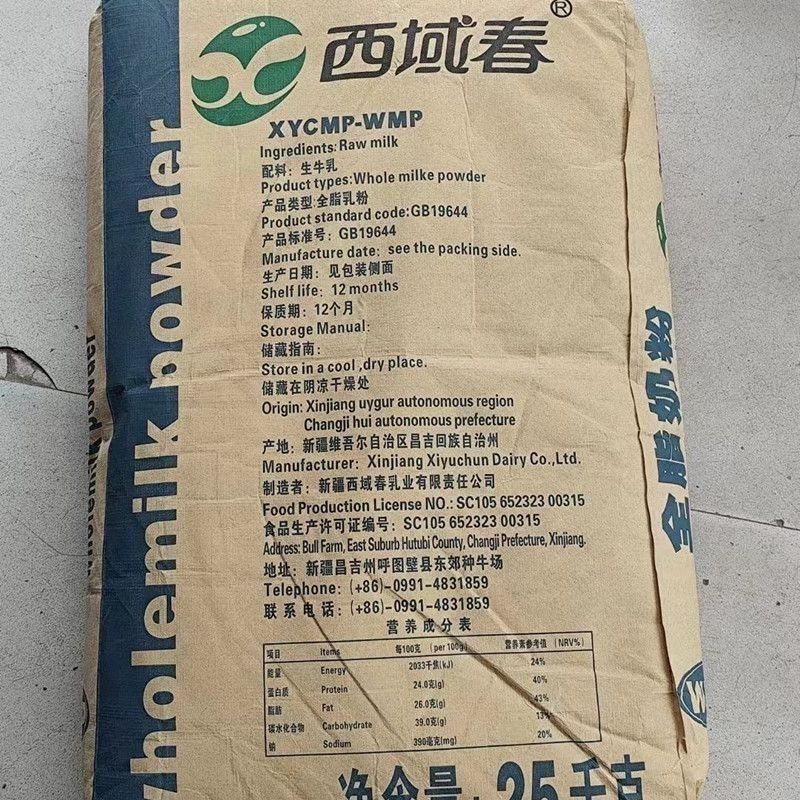 西域春®
XYCMP-WMP
Ingredients: Raw milk
配料：生牛乳
Product types:Whole milke powder
产品类型:全脂乳粉
Product standard code:GB19644
产品标准号：GB19644
Manufacture date: see the packing side.
生产日期：见包装侧面
Shelf life: 12 months
保质期：12个月
Storage Manual:
储藏指南：
Store in a cool ,dry place.
储藏在阴凉干燥处
Origin: Xinjiang uygur autonomous region
Changji hui autonomous prefecture
产地：新疆维吾尔自治区昌吉回族自治州
Manufacturer: Xinjiang Xiyuchun Dairy Co.,Ltd.
制造者：新疆西域春乳业有限责任公司
Food Production License NO.: SC105 652323 00315
食品生产许可证编号：SC105 652323 00315
Address: Bull Farm, East Suburb Hutubi County, Changji Prefecture, Xinjiang.
地址：新疆昌吉州呼图壁县东郊种牛场
Telephone: (+86)-0991-4831859
联系电话：(+86)-0991-4831859
营养成分表
项目 Items 每100克 (per 100g) 营养素参考值 (NRV%)
能量 Energy 2033千焦(kJ) 24%
蛋白质 Protein 24.0克(g) 40%
脂肪 Fat 26.0克(g) 43%
碳水化合物 Carbohydrate 39.0克(g) 13%
钠 Sodium 390毫克(mg) 20%
净含量：25千克
wholemilk powder
wholemilk powder
全脂奶粉